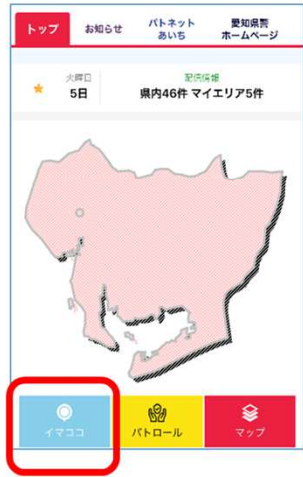 トップ
お知らせ
パトネット
あいち
愛知県警
ホームページ
火曜日
5日
配信情報
県内46件 マイエリア5件
イマココ
パトロール
マップ